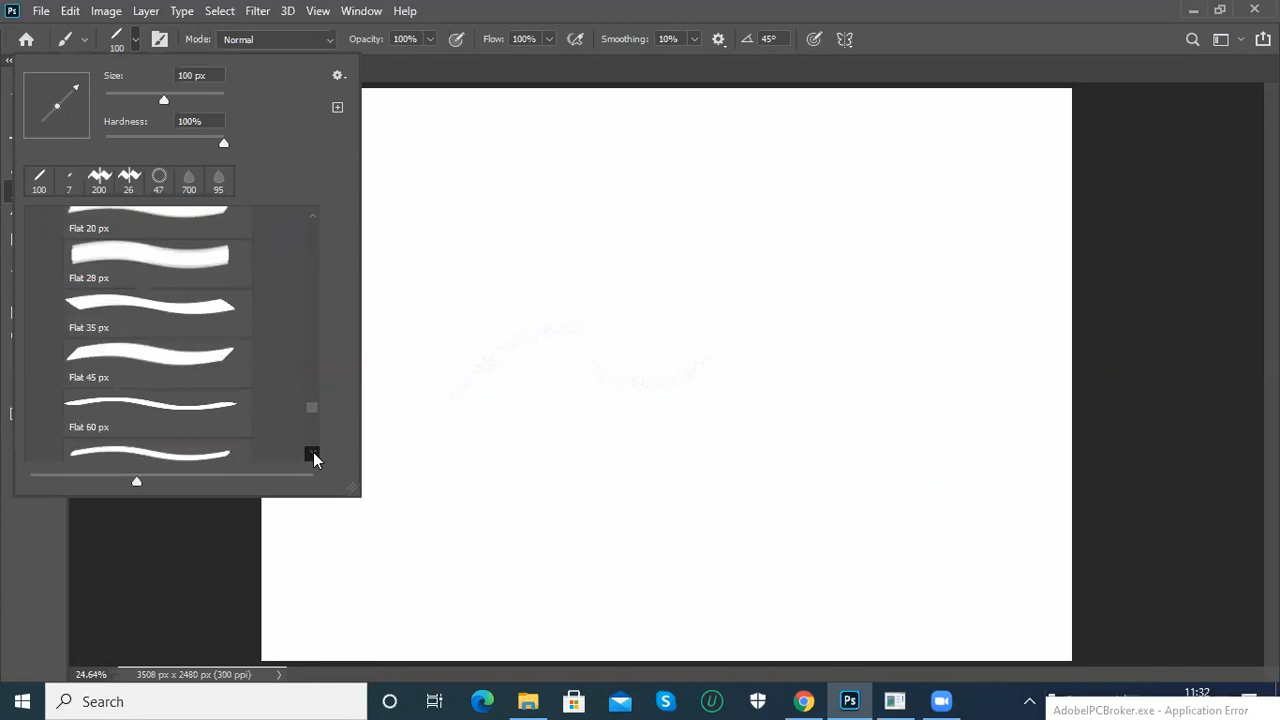 Ps File Edit Image Layer Type Select Filter 3D View Window Help
100 Mode: Normal Opacity: 100% Flow: 100% Smoothing: 10% 45°
Size: 100 px
Hardness: 100%
100 7 200 26 47 700 95
Flat 20 px
Flat 28 px
Flat 35 px
Flat 45 px
Flat 60 px
24.64% 3508 px x 2480 px (300 ppi)
Search Ps 11:32
AdobeIPCBroker.exe - Application Error